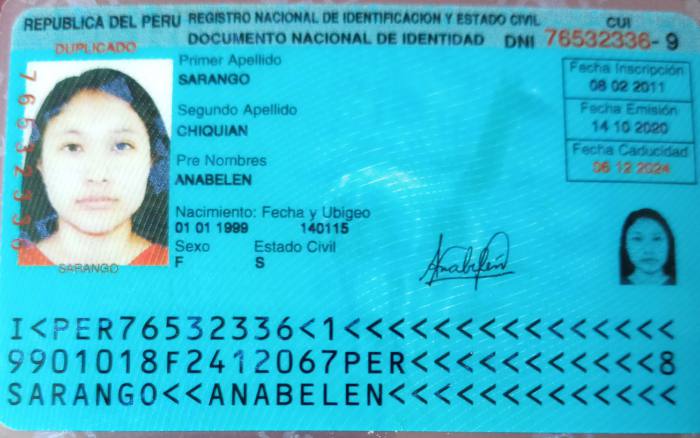 REPUBLICA DEL PERU REGISTRO NACIONAL DE IDENTIFICACION Y ESTADO CIVIL CUI
DUPLICADO DOCUMENTO NACIONAL DE IDENTIDAD DNI 76532336-9
Primer Apellido
SARANGO
Segundo Apellido
CHIQUIAN
Pre Nombres
ANABELEN
Nacimiento: Fecha y Ubigeo
01 01 1999 140115
Sexo Estado Civil
F S
Fecha Inscripción
08 02 2011
Fecha Emisión
14 10 2020
Fecha Caducidad
06 12 2024
76532336
SARANGO
Anabelén
I<PER76532336<1<<<<<<<<<<<<<<<
9901018F2412067PER<<<<<<<<<<<8
SARANGO<<ANABELEN<<<<<<<<<<<<<